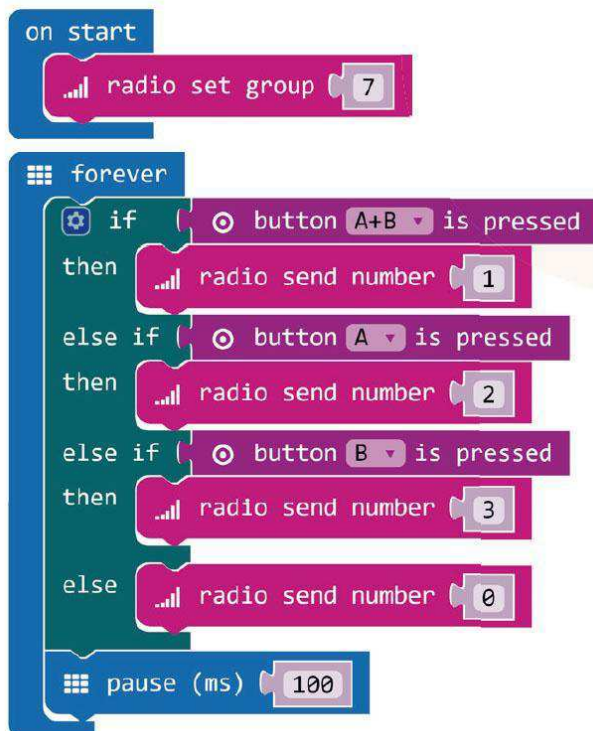 on start
radio set group 7
forever
if button A+B is pressed
then radio send number 1
else if button A is pressed
then radio send number 2
else if button B is pressed
then radio send number 3
else radio send number 0
pause (ms) 100